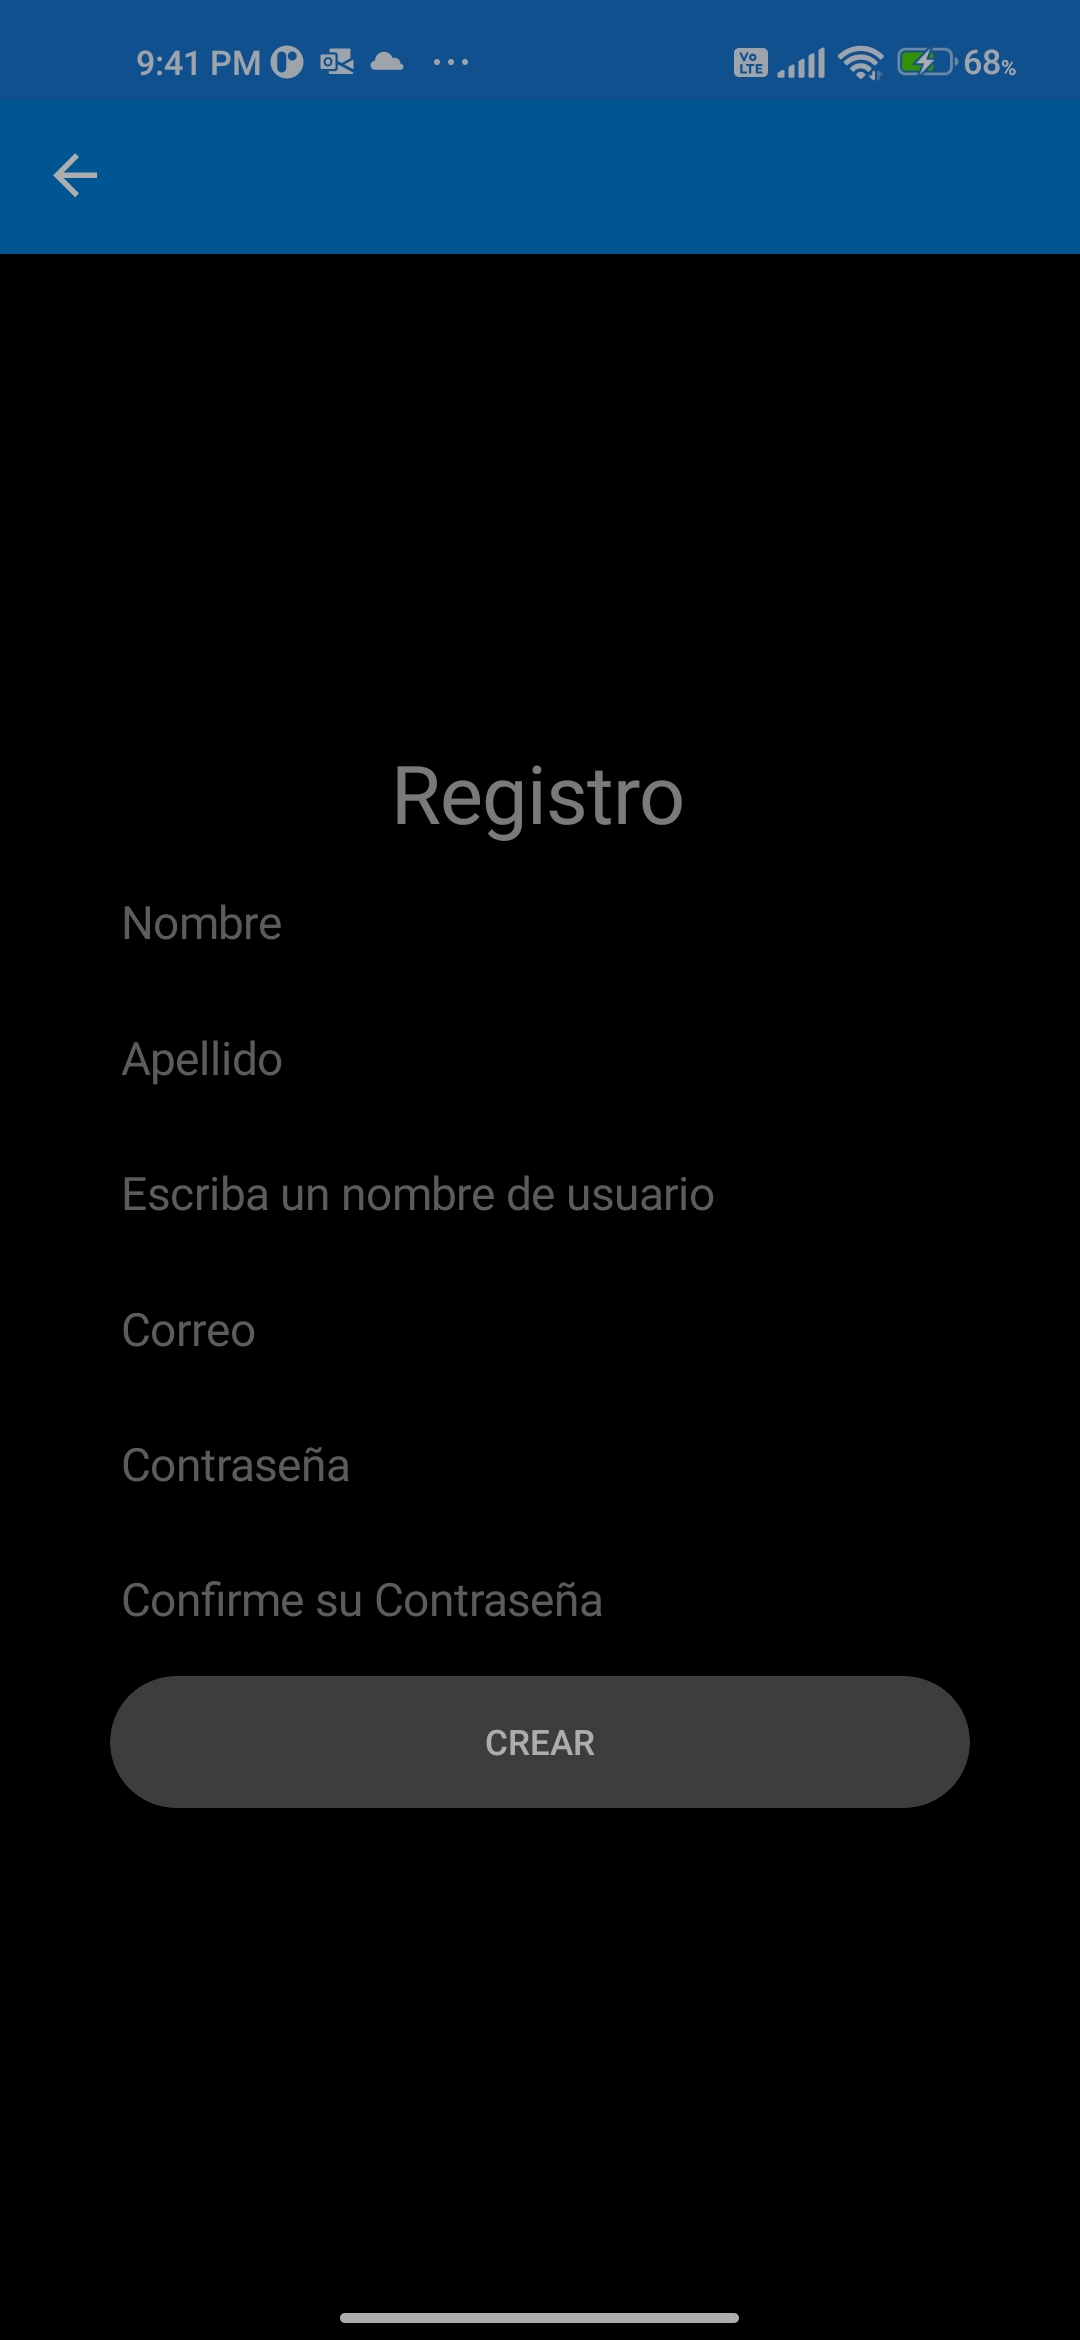 9:41 PM
Vo LTE
68%
Registro
Nombre
Apellido
Escriba un nombre de usuario
Correo
Contraseña
Confirme su Contraseña
CREAR